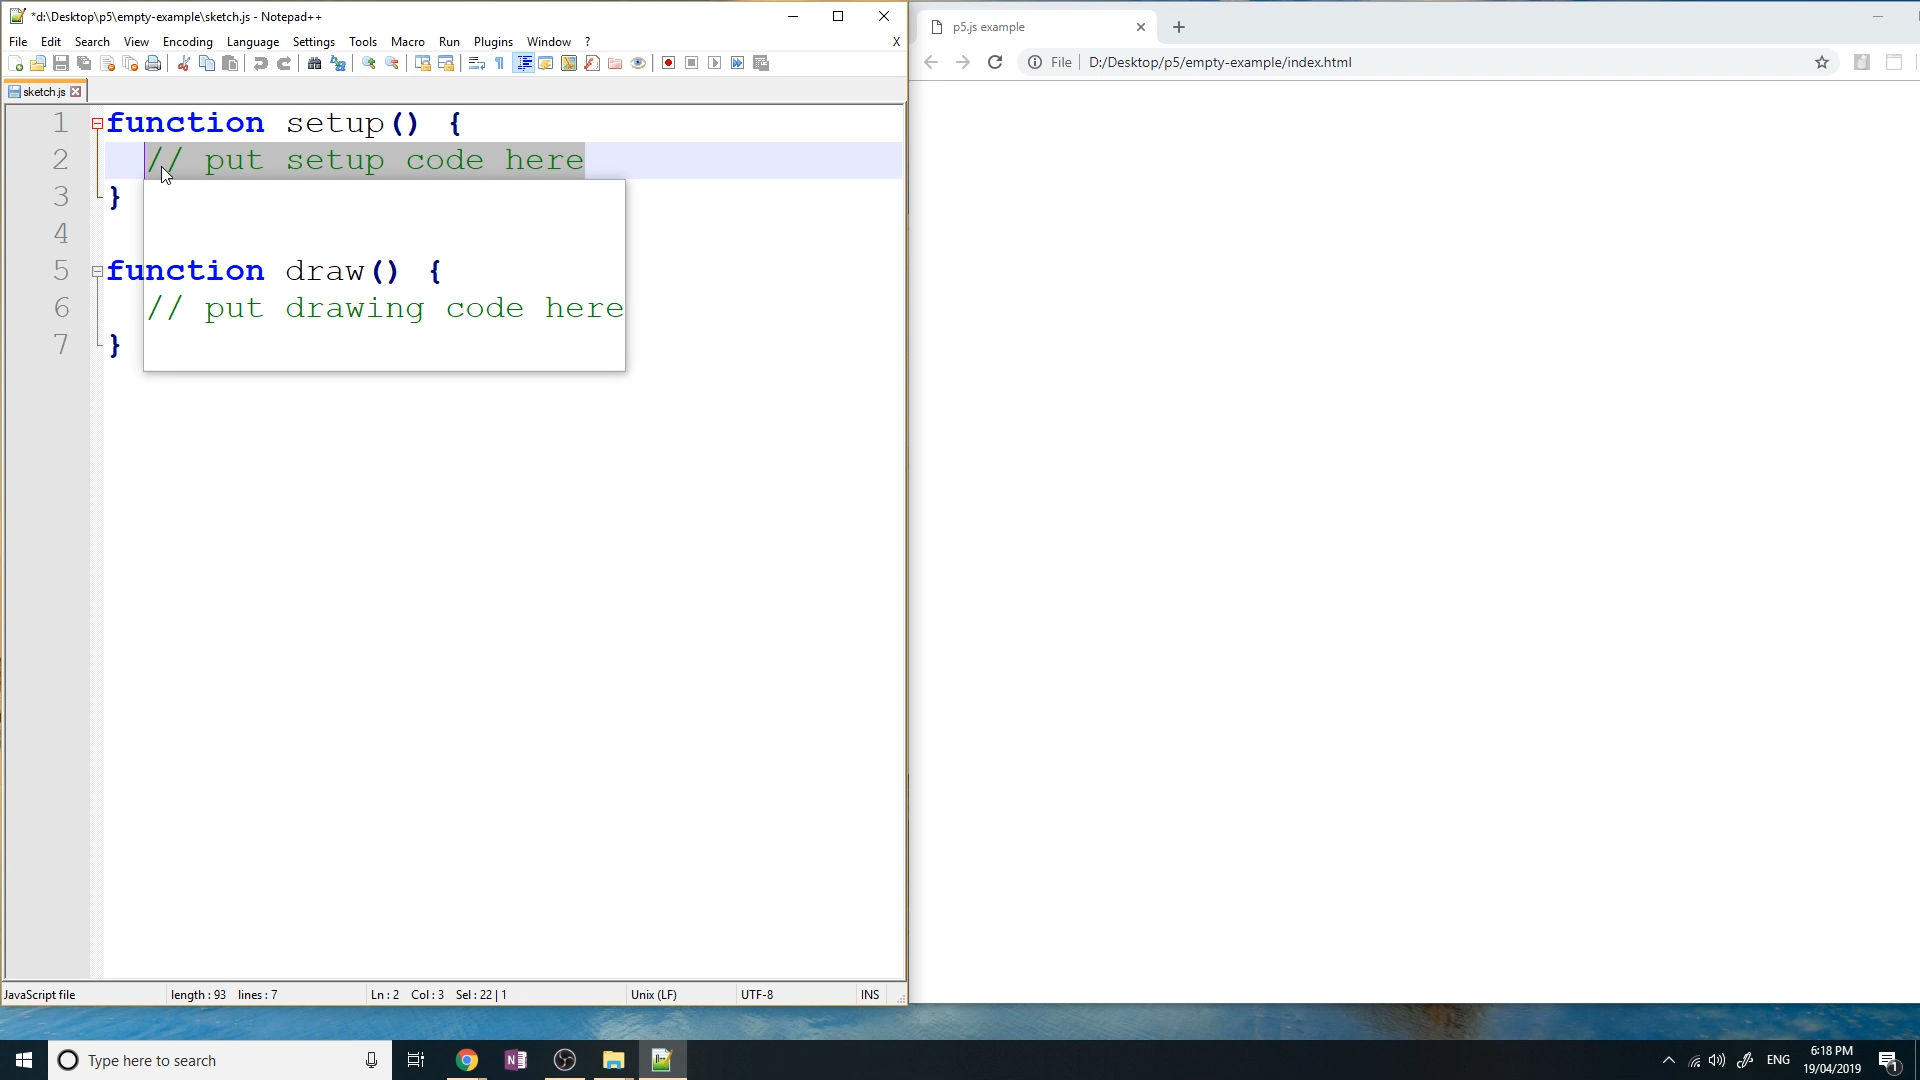 *d:\Desktop\p5\empty-example\sketch.js - Notepad++
File Edit Search View Encoding Language Settings Tools Macro Run Plugins Window ? X
sketch.js
1 function setup() {
2 // put setup code here
3 }
4
5 function draw() {
6 // put drawing code here
7 }
JavaScript file length : 93 lines : 7 Ln : 2 Col : 3 Sel : 22 | 1 Unix (LF) UTF-8 INS
p5.js example
File D:/Desktop/p5/empty-example/index.html
Type here to search
ENG
6:18 PM
19/04/2019
1